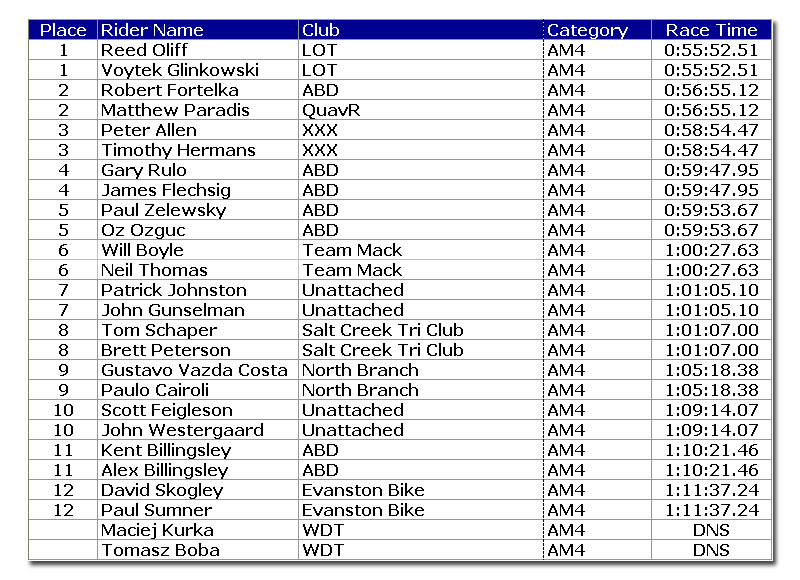 Place Rider Name Club Category Race Time
1 Reed Oliff LOT AM4 0:55:52.51
1 Voytek Glinkowski LOT AM4 0:55:52.51
2 Robert Fortelka ABD AM4 0:56:55.12
2 Matthew Paradis QuavR AM4 0:56:55.12
3 Peter Allen XXX AM4 0:58:54.47
3 Timothy Hermans XXX AM4 0:58:54.47
4 Gary Rulo ABD AM4 0:59:47.95
4 James Flechsig ABD AM4 0:59:47.95
5 Paul Zelewsky ABD AM4 0:59:53.67
5 Oz Ozguc ABD AM4 0:59:53.67
6 Will Boyle Team Mack AM4 1:00:27.63
6 Neil Thomas Team Mack AM4 1:00:27.63
7 Patrick Johnston Unattached AM4 1:01:05.10
7 John Gunselman Unattached AM4 1:01:05.10
8 Tom Schaper Salt Creek Tri Club AM4 1:01:07.00
8 Brett Peterson Salt Creek Tri Club AM4 1:01:07.00
9 Gustavo Vazda Costa North Branch AM4 1:05:18.38
9 Paulo Cairoli North Branch AM4 1:05:18.38
10 Scott Feigleson Unattached AM4 1:09:14.07
10 John Westergaard Unattached AM4 1:09:14.07
11 Kent Billingsley ABD AM4 1:10:21.46
11 Alex Billingsley ABD AM4 1:10:21.46
12 David Skogley Evanston Bike AM4 1:11:37.24
12 Paul Sumner Evanston Bike AM4 1:11:37.24
Maciej Kurka WDT AM4 DNS
Tomasz Boba WDT AM4 DNS